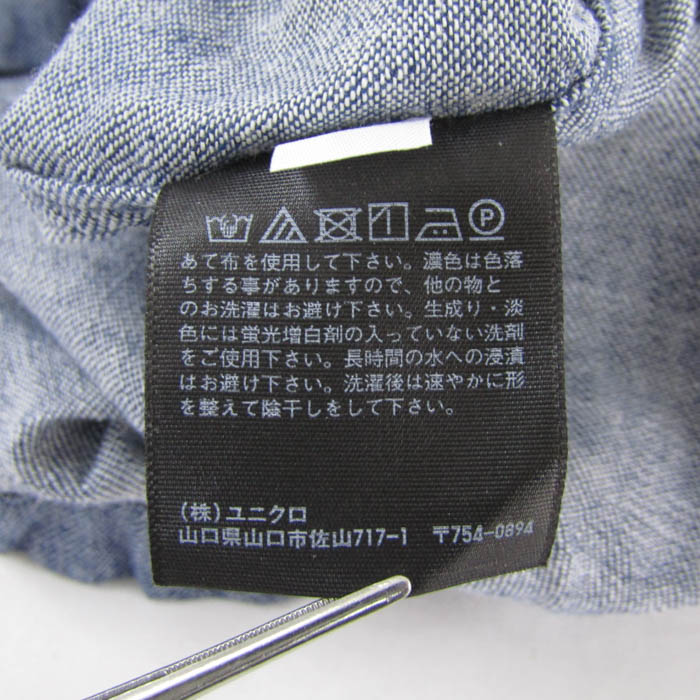 あて布を使用して下さい。濃色は色落
ちする事がありますので、他の物と
のお洗濯はお避け下さい。生成り・淡
色には蛍光増白剤の入っていない洗剤
をご使用下さい。長時間の水への浸漬
はお避け下さい。洗濯後は速やかに形
を整えて陰干しをして下さい。
(株)ユニクロ
山口県山口市佐山717-1 〒754-0894